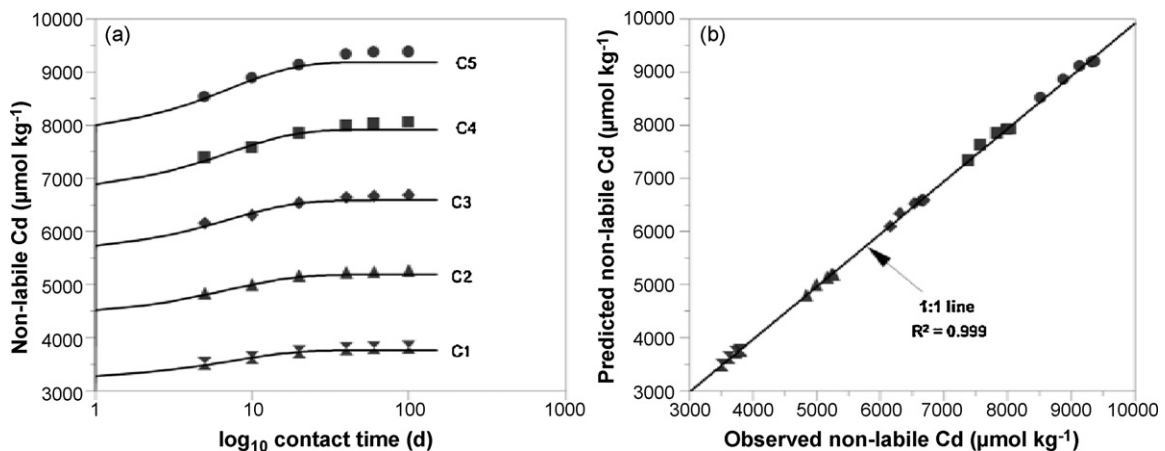 (a)
Non-labile Cd (µmol kg⁻¹)
10000
9000
8000
7000
6000
5000
4000
3000
C5
C4
C3
C2
C1
1
10
100
1000
log₁₀ contact time (d)
(b)
Predicted non-labile Cd (µmol kg⁻¹)
10000
9000
8000
7000
6000
5000
4000
3000
1:1 line
R² = 0.999
3000
4000
5000
6000
7000
8000
9000
10000
Observed non-labile Cd (µmol kg⁻¹)